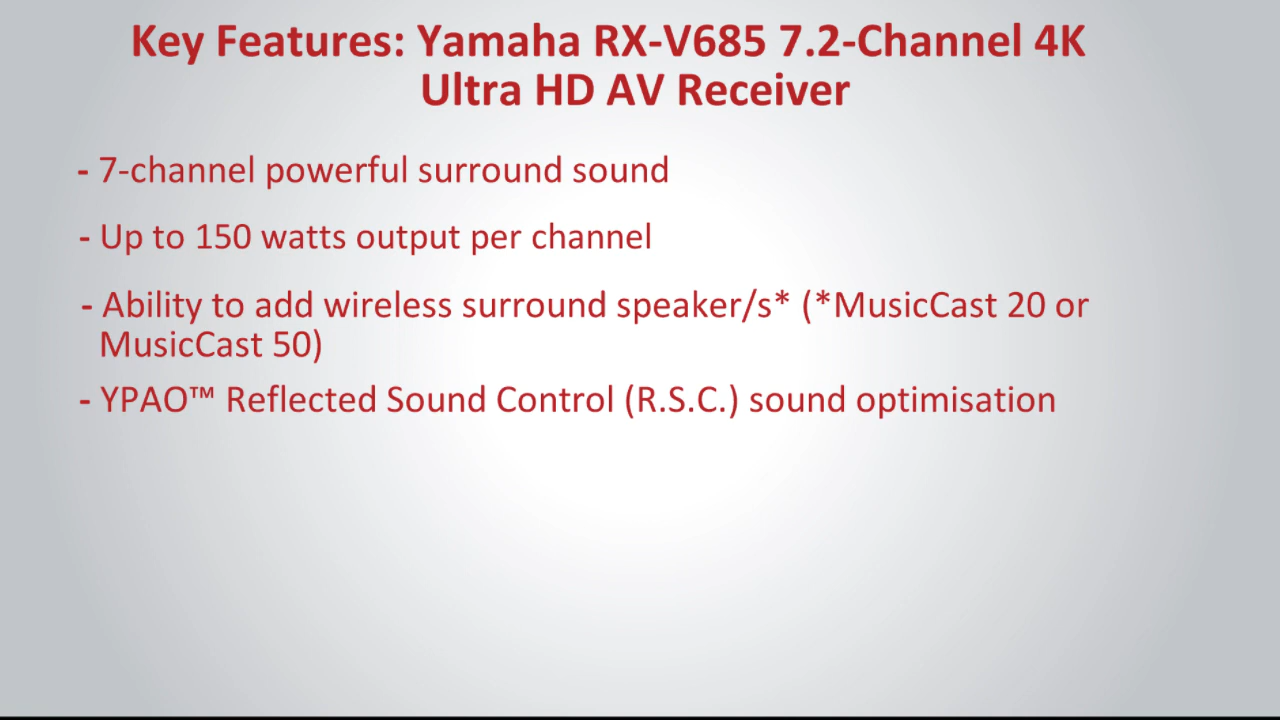 Key Features: Yamaha RX-V685 7.2-Channel 4K
Ultra HD AV Receiver
- 7-channel powerful surround sound
- Up to 150 watts output per channel
- Ability to add wireless surround speaker/s* (*MusicCast 20 or
MusicCast 50)
- YPAO™ Reflected Sound Control (R.S.C.) sound optimisation